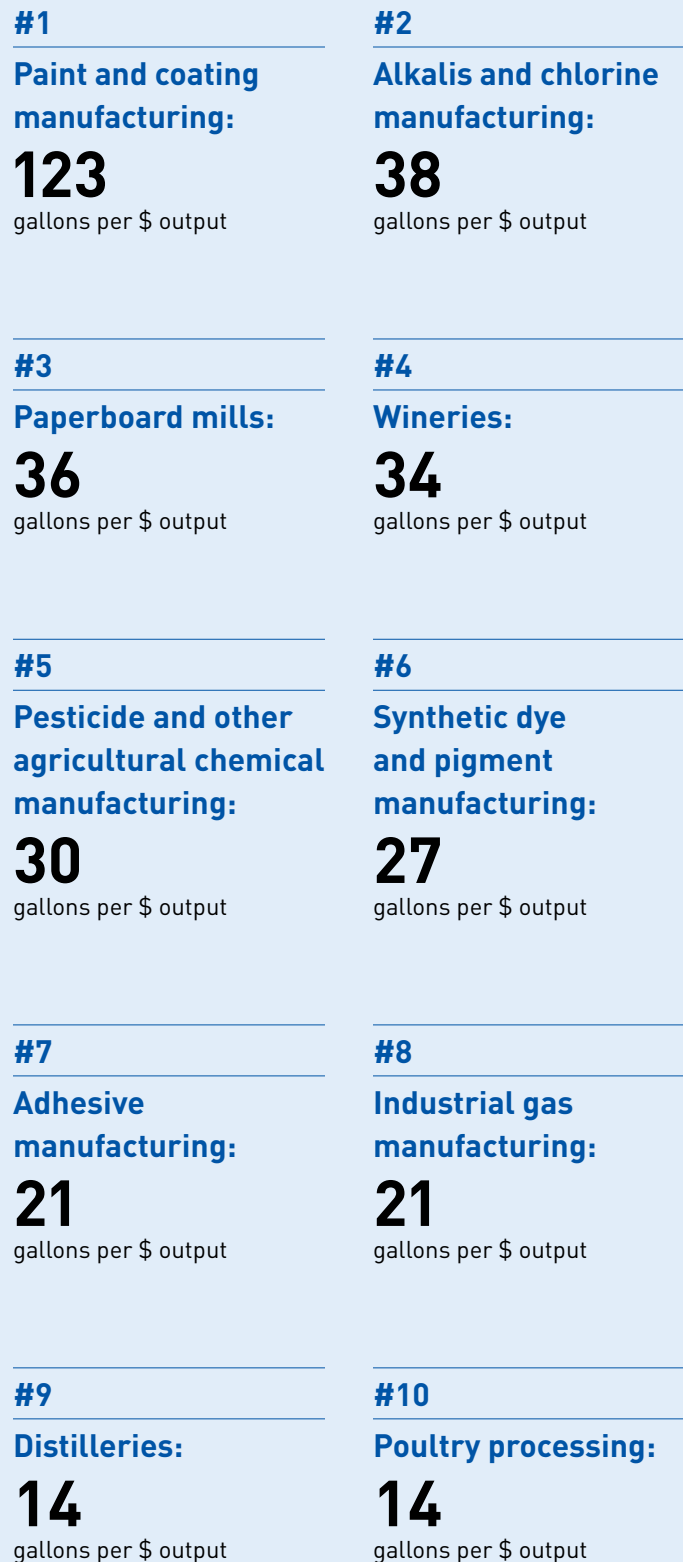 #1
Paint and coating
manufacturing:
123
gallons per $ output
#2
Alkalis and chlorine
manufacturing:
38
gallons per $ output
#3
Paperboard mills:
36
gallons per $ output
#4
Wineries:
34
gallons per $ output
#5
Pesticide and other
agricultural chemical
manufacturing:
30
gallons per $ output
#6
Synthetic dye
and pigment
manufacturing:
27
gallons per $ output
#7
Adhesive
manufacturing:
21
gallons per $ output
#8
Industrial gas
manufacturing:
21
gallons per $ output
#9
Distilleries:
14
gallons per $ output
#10
Poultry processing:
14
gallons per $ output